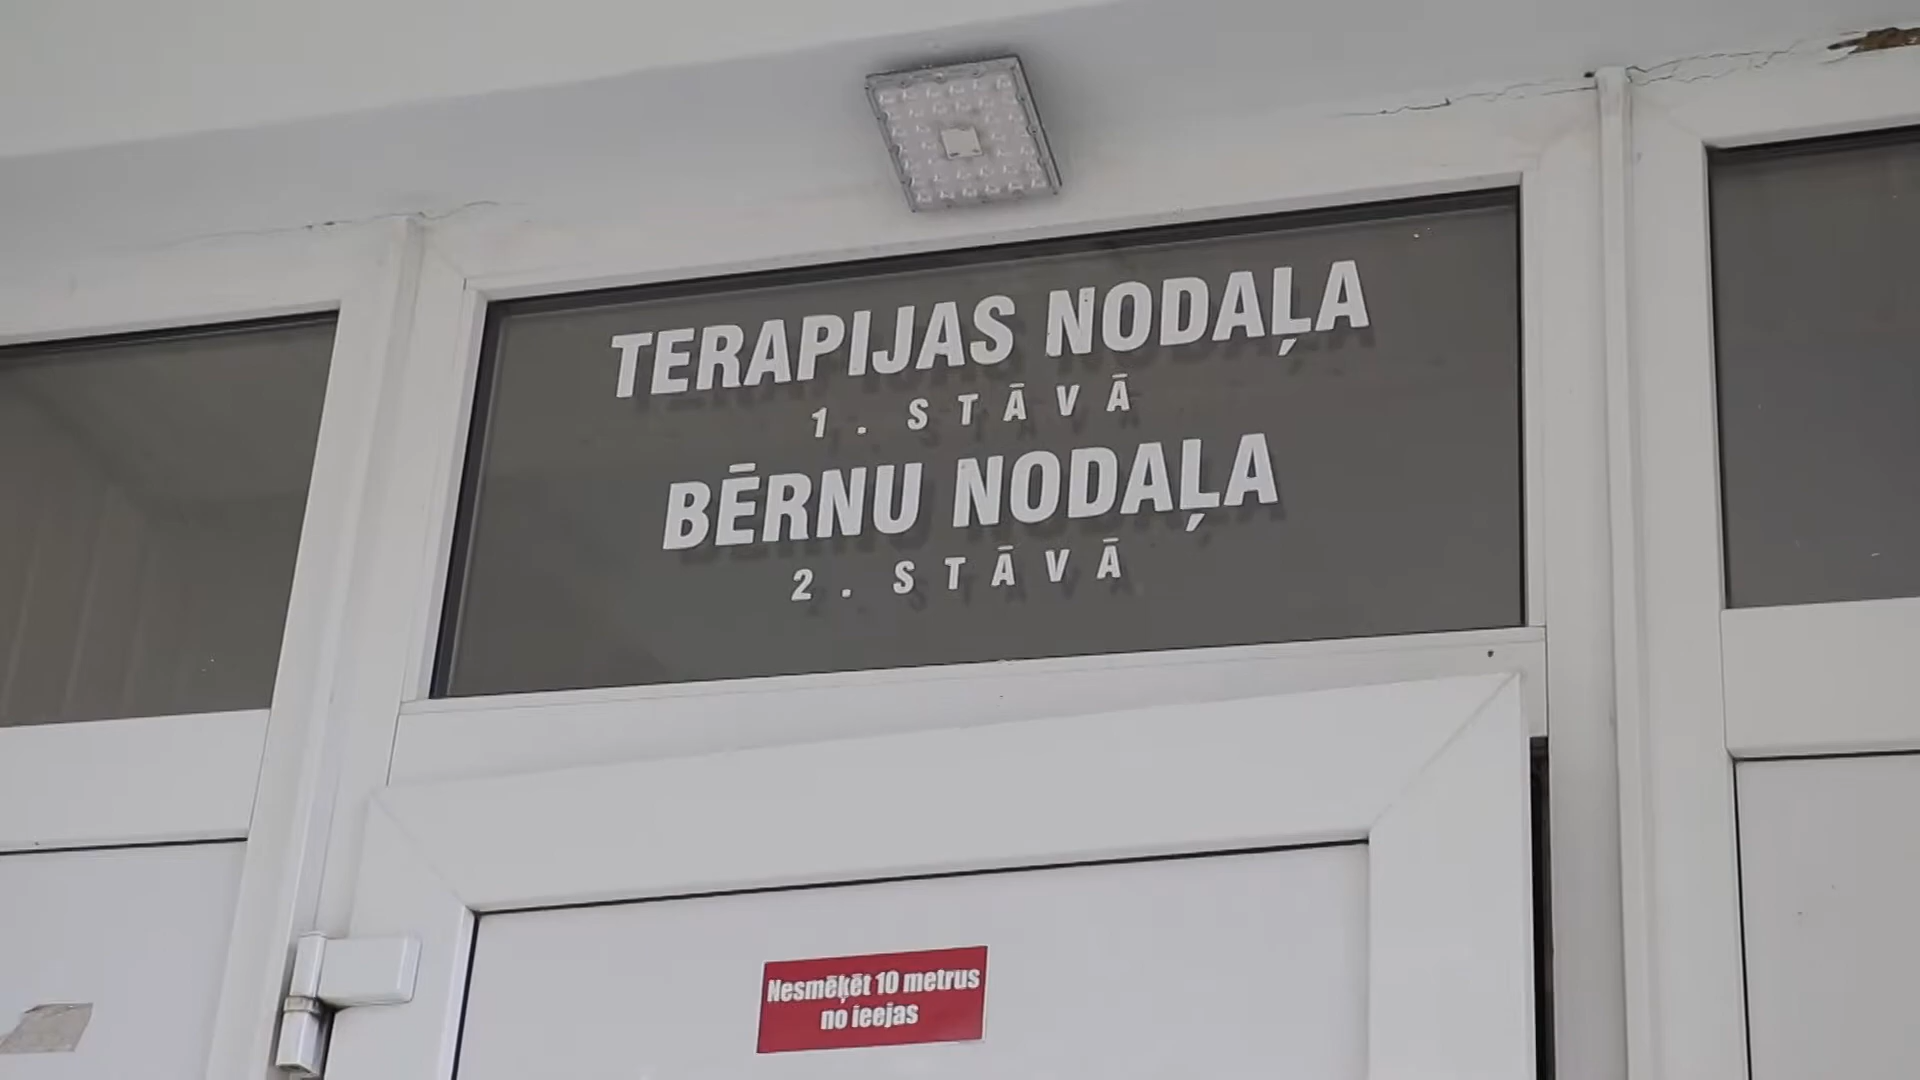 TERAPIJAS NODAĻA
1. STĀVĀ
BĒRNU NODAĻA
2. STĀVĀ
Nesmēķēt 10 metrus
no ieejas